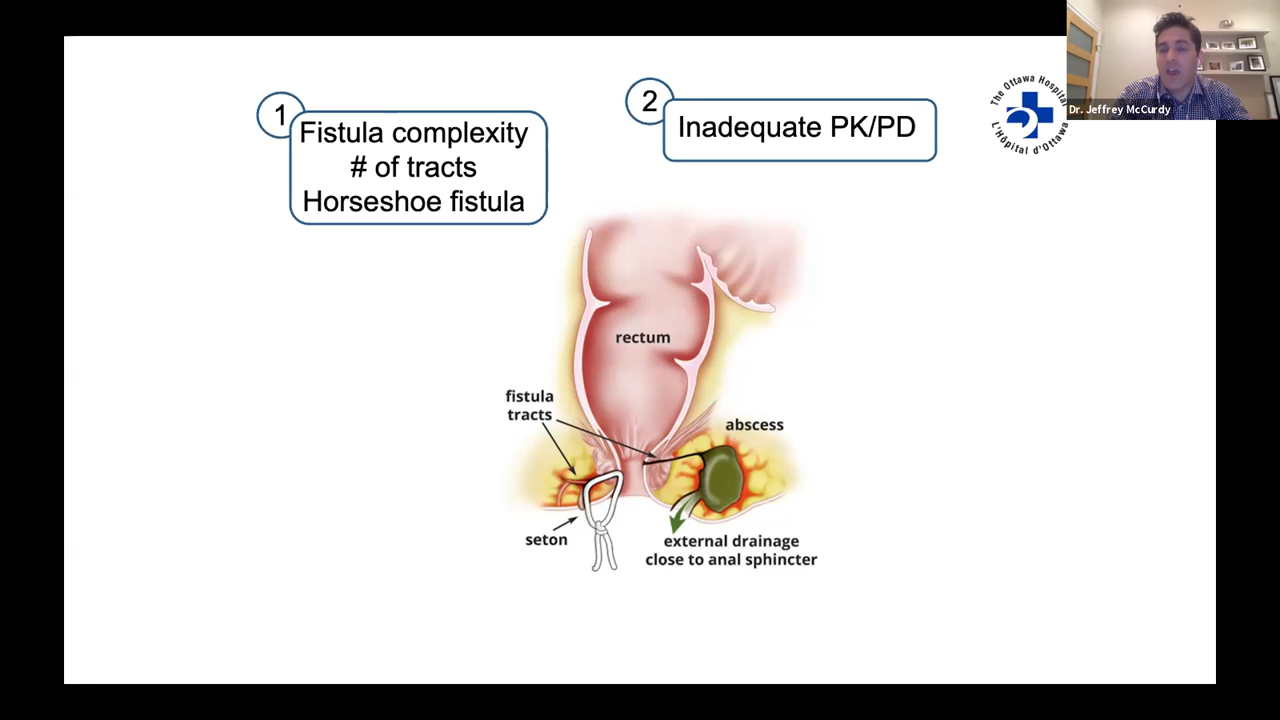 1
Fistula complexity
# of tracts
Horseshoe fistula
2
Inadequate PK/PD
The Ottawa Hospital
L'Hôpital d'Ottawa
Dr. Jeffrey McCurdy
rectum
fistula
tracts
abscess
seton
external drainage
close to anal sphincter